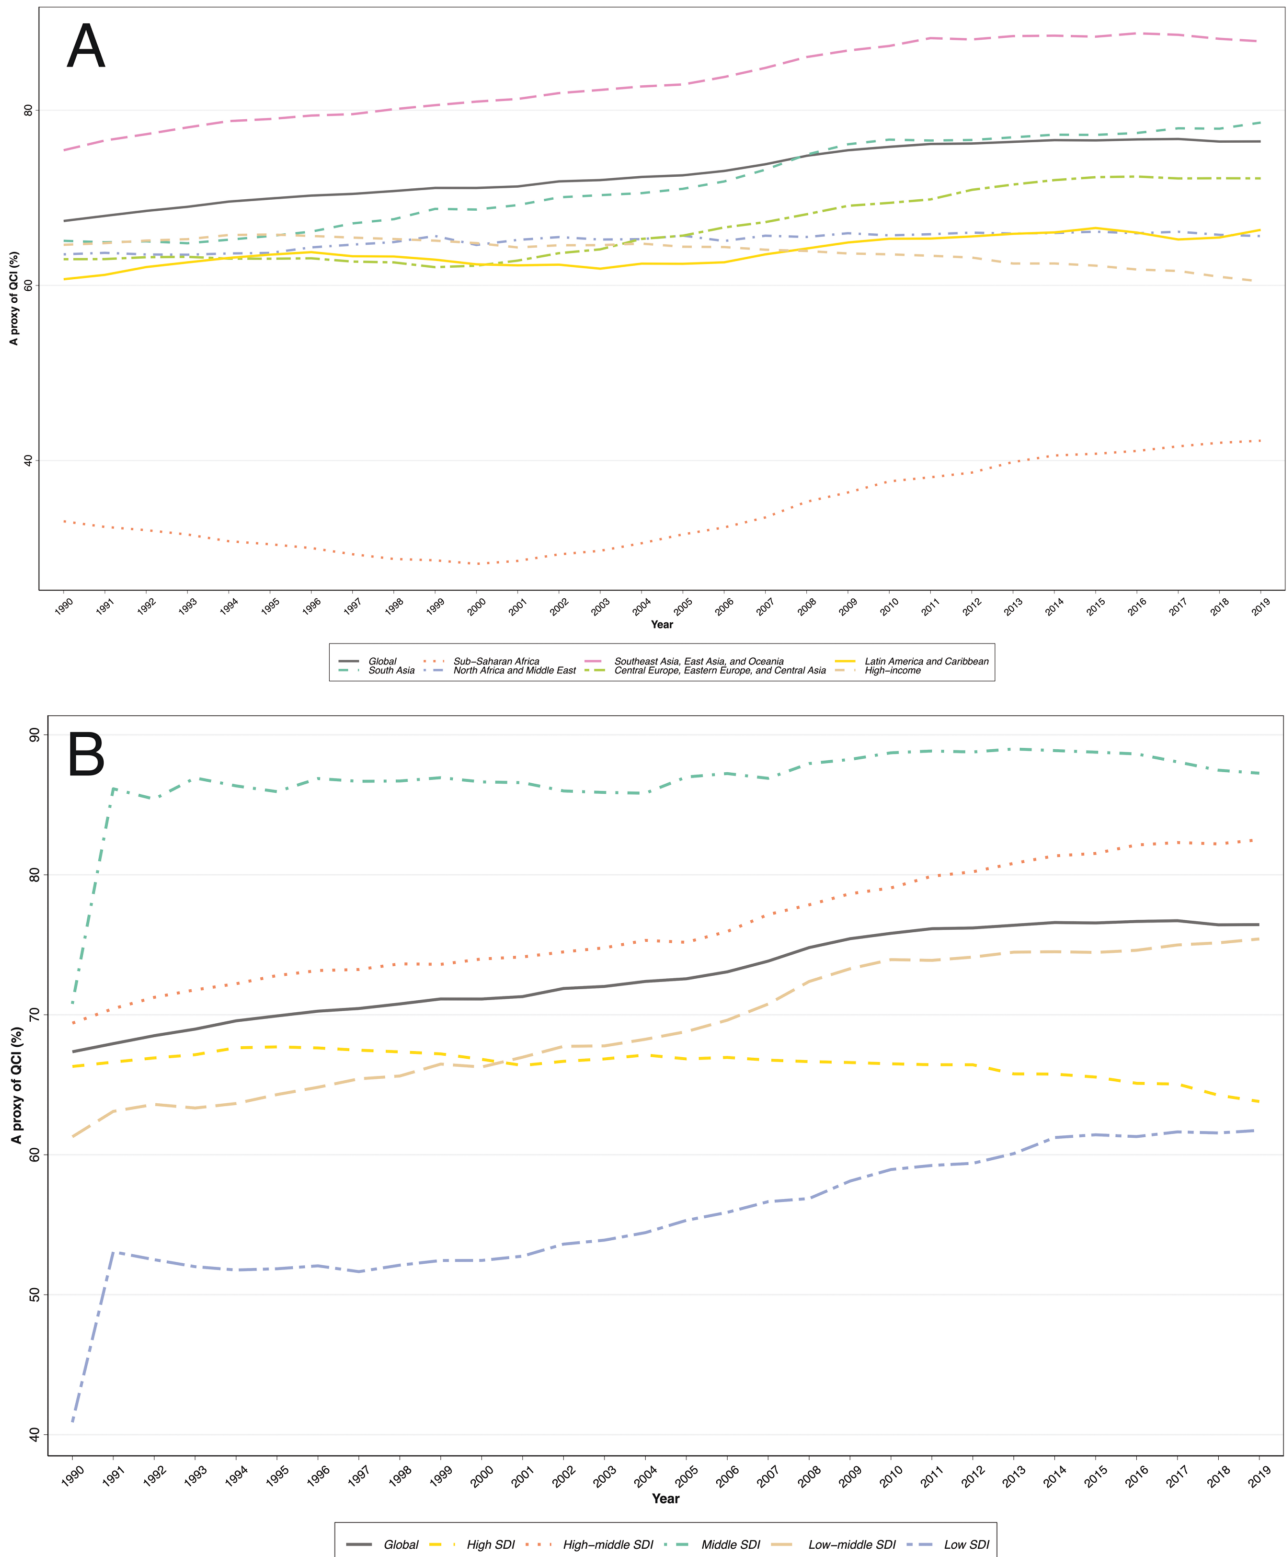 A
80
60
40
A proxy of QCI (%)
1990 1991 1992 1993 1994 1995 1996 1997 1998 1999 2000 2001 2002 2003 2004 2005 2006 2007 2008 2009 2010 2011 2012 2013 2014 2015 2016 2017 2018 2019
Year
Global Sub−Saharan Africa Southeast Asia, East Asia, and Oceania Latin America and Caribbean
South Asia North Africa and Middle East Central Europe, Eastern Europe, and Central Asia High−income
B
90
80
70
60
50
40
A proxy of QCI (%)
1990 1991 1992 1993 1994 1995 1996 1997 1998 1999 2000 2001 2002 2003 2004 2005 2006 2007 2008 2009 2010 2011 2012 2013 2014 2015 2016 2017 2018 2019
Year
Global High SDI High−middle SDI Middle SDI Low−middle SDI Low SDI